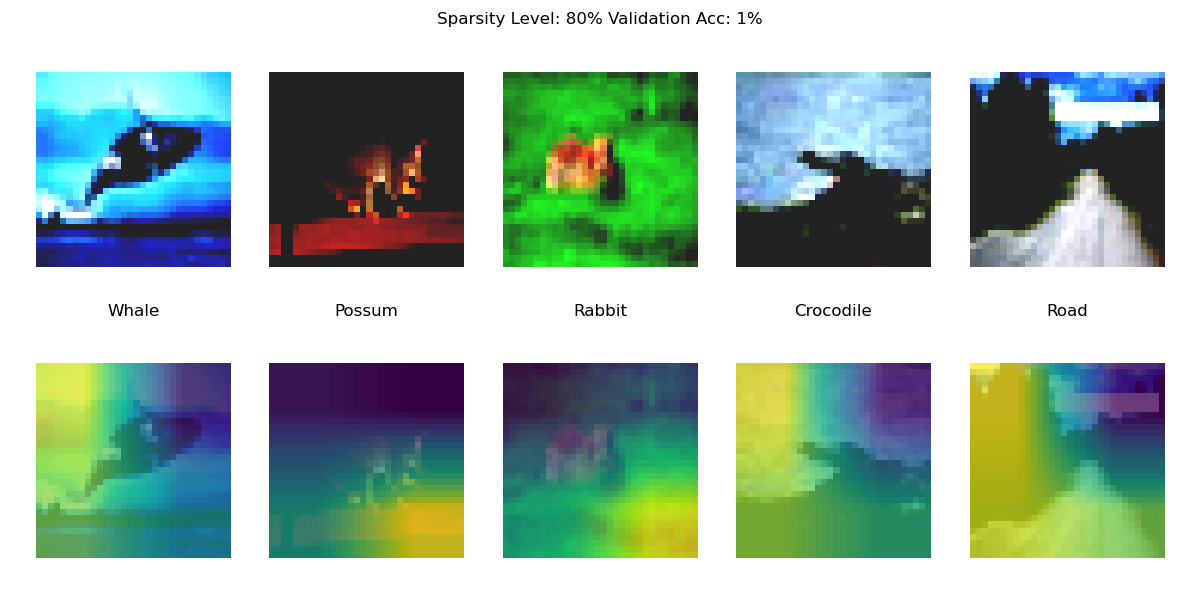 Sparsity Level: 80% Validation Acc: 1%
Whale
Possum
Rabbit
Crocodile
Road